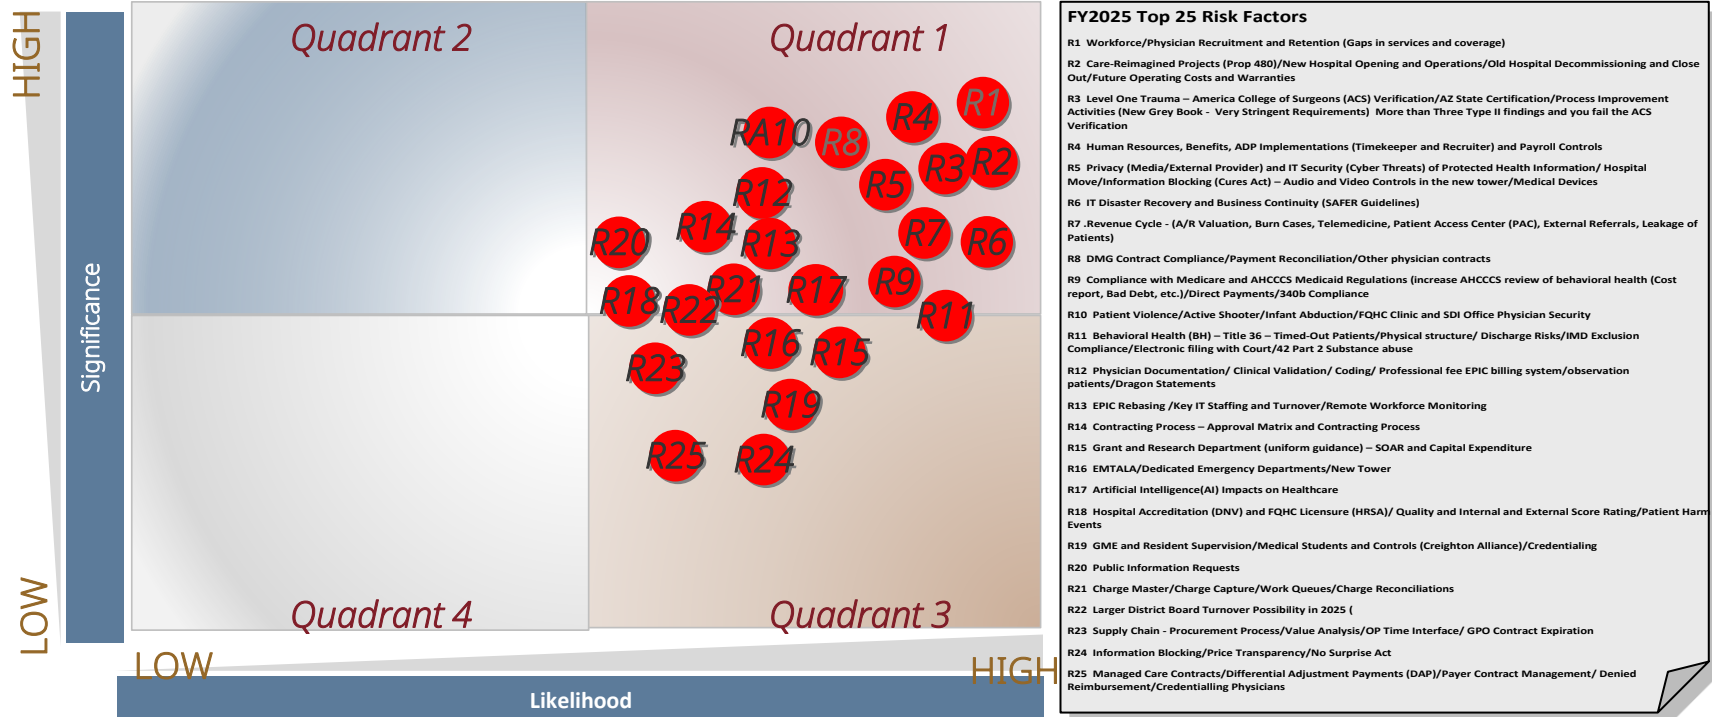 HIGH
Significance
LOW
Quadrant 2
Quadrant 1
R1
R4
RA10
R8
R2
R3
R5
R12
R14
R7
R20
R13
R6
R9
R21
R17
R18
R22
R11
R16
R15
R23
R19
R25
R24
Quadrant 4
Quadrant 3
LOW
HIGH
Likelihood
FY2025 Top 25 Risk Factors
R1 Workforce/Physician Recruitment and Retention (Gaps in services and coverage)
R2 Care-Reimagined Projects (Prop 480)/New Hospital Opening and Operations/Old Hospital Decommissioning and Close
Out/Future Operating Costs and Warranties
R3 Level One Trauma – America College of Surgeons (ACS) Verification/AZ State Certification/Process Improvement
Activities (New Grey Book - Very Stringent Requirements) More than Three Type II findings and you fail the ACS
Verification
R4 Human Resources, Benefits, ADP Implementations (Timekeeper and Recruiter) and Payroll Controls
R5 Privacy (Media/External Provider) and IT Security (Cyber Threats) of Protected Health Information/ Hospital
Move/Information Blocking (Cures Act) – Audio and Video Controls in the new tower/Medical Devices
R6 IT Disaster Recovery and Business Continuity (SAFER Guidelines)
R7 .Revenue Cycle - (A/R Valuation, Burn Cases, Telemedicine, Patient Access Center (PAC), External Referrals, Leakage of
Patients)
R8 DMG Contract Compliance/Payment Reconciliation/Other physician contracts
R9 Compliance with Medicare and AHCCCS Medicaid Regulations (increase AHCCCS review of behavioral health (Cost
report, Bad Debt, etc.)/Direct Payments/340b Compliance
R10 Patient Violence/Active Shooter/Infant Abduction/FQHC Clinic and SDI Office Physician Security
R11 Behavioral Health (BH) – Title 36 – Timed-Out Patients/Physical structure/ Discharge Risks/IMD Exclusion
Compliance/Electronic filing with Court/42 Part 2 Substance abuse
R12 Physician Documentation/ Clinical Validation/ Coding/ Professional fee EPIC billing system/observation
patients/Dragon Statements
R13 EPIC Rebasing /Key IT Staffing and Turnover/Remote Workforce Monitoring
R14 Contracting Process – Approval Matrix and Contracting Process
R15 Grant and Research Department (uniform guidance) – SOAR and Capital Expenditure
R16 EMTALA/Dedicated Emergency Departments/New Tower
R17 Artificial Intelligence(AI) Impacts on Healthcare
R18 Hospital Accreditation (DNV) and FQHC Licensure (HRSA)/ Quality and Internal and External Score Rating/Patient Harm
Events
R19 GME and Resident Supervision/Medical Students and Controls (Creighton Alliance)/Credentialing
R20 Public Information Requests
R21 Charge Master/Charge Capture/Work Queues/Charge Reconciliations
R22 Larger District Board Turnover Possibility in 2025 (
R23 Supply Chain - Procurement Process/Value Analysis/OP Time Interface/ GPO Contract Expiration
R24 Information Blocking/Price Transparency/No Surprise Act
R25 Managed Care Contracts/Differential Adjustment Payments (DAP)/Payer Contract Management/ Denied
Reimbursement/Credentialling Physicians